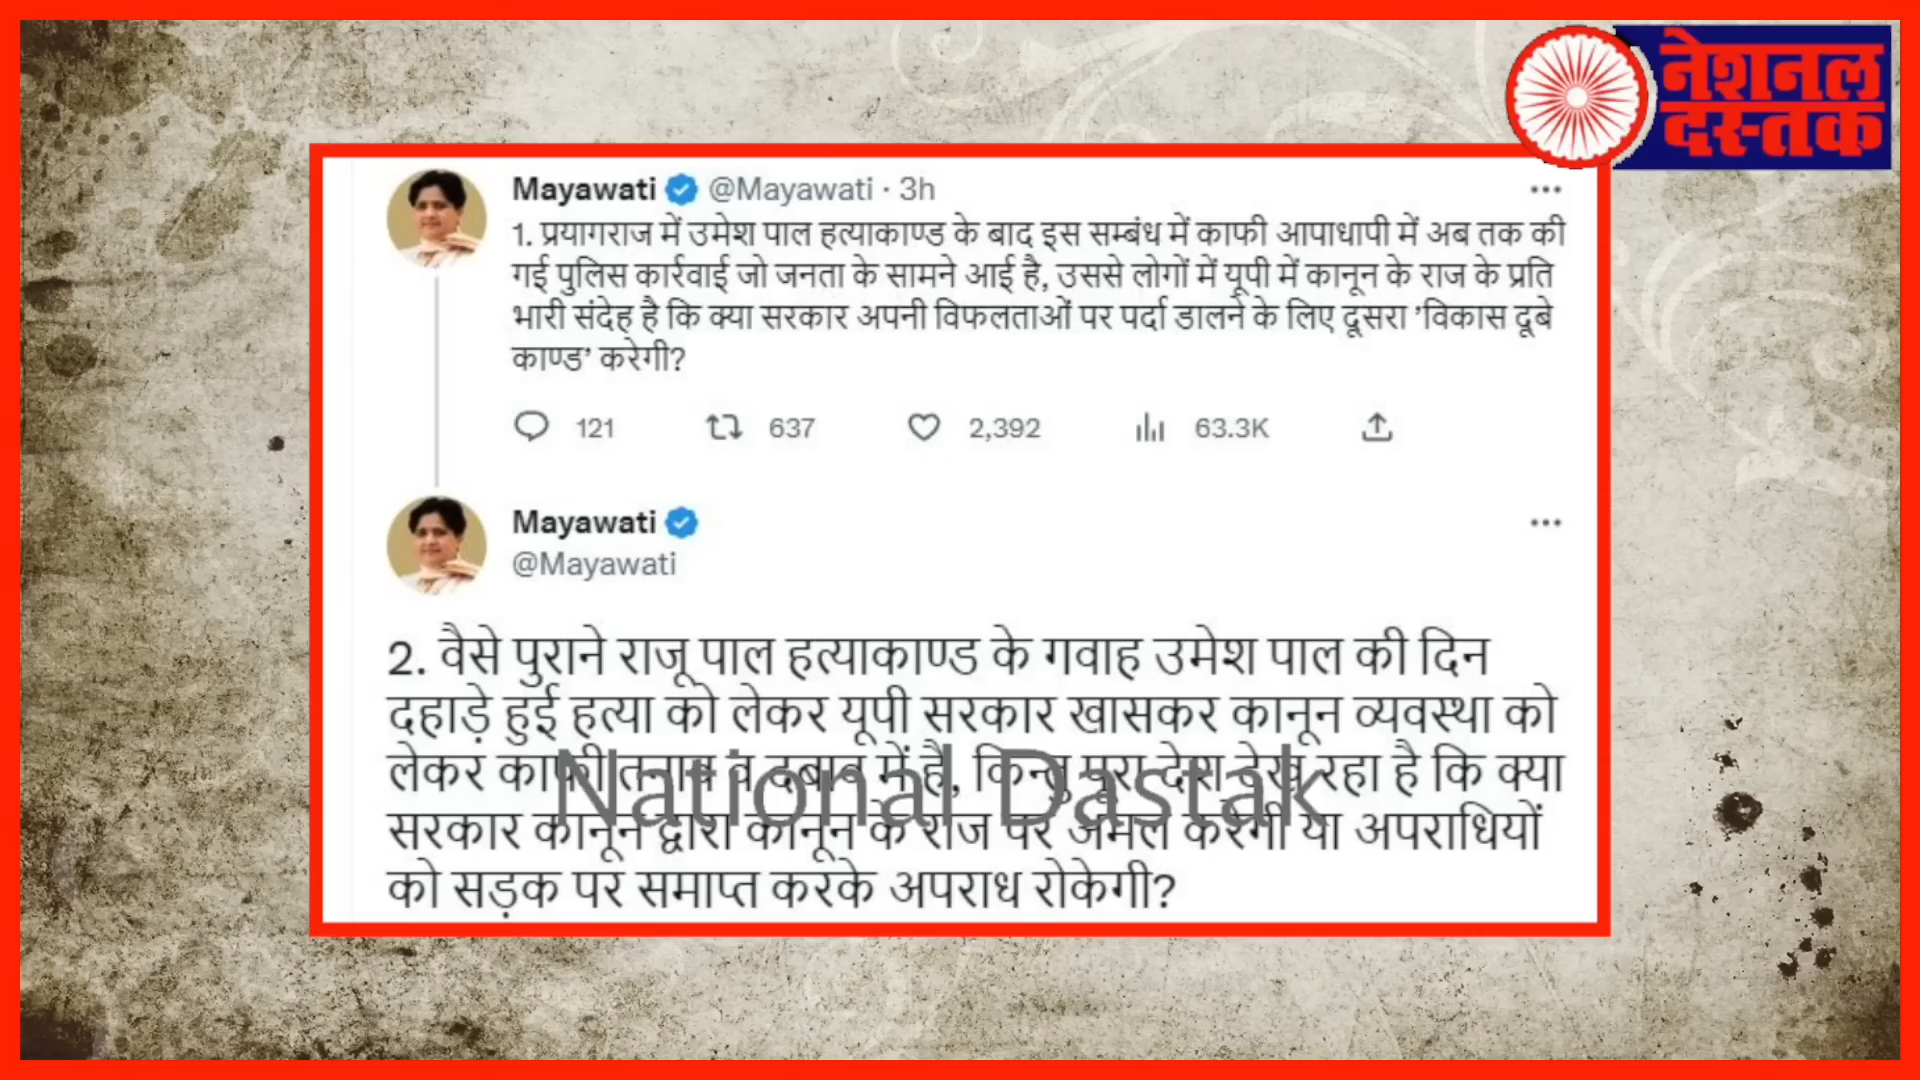 नेशनल
दस्तक
Mayawati @Mayawati · 3h
1. प्रयागराज में उमेश पाल हत्याकाण्ड के बाद इस सम्बंध में काफी आपाधापी में अब तक की
गई पुलिस कार्रवाई जो जनता के सामने आई है, उससे लोगों में यूपी में कानून के राज के प्रति
भारी संदेह है कि क्या सरकार अपनी विफलताओं पर पर्दा डालने के लिए दूसरा 'विकास दूबे
काण्ड' करेगी?
121 637 2,392 63.3K
Mayawati
@Mayawati
2. वैसे पुराने राजू पाल हत्याकाण्ड के गवाह उमेश पाल की दिन
दहाड़े हुई हत्या को लेकर यूपी सरकार खासकर कानून व्यवस्था को
लेकर काफी तनाव व दबाव में है, किन्तु पूरा देश देख रहा है कि क्या
National Dastak
सरकार कानून द्वारा कानून के राज पर अमल करेगी या अपराधियों
को सड़क पर समाप्त करके अपराध रोकेगी?